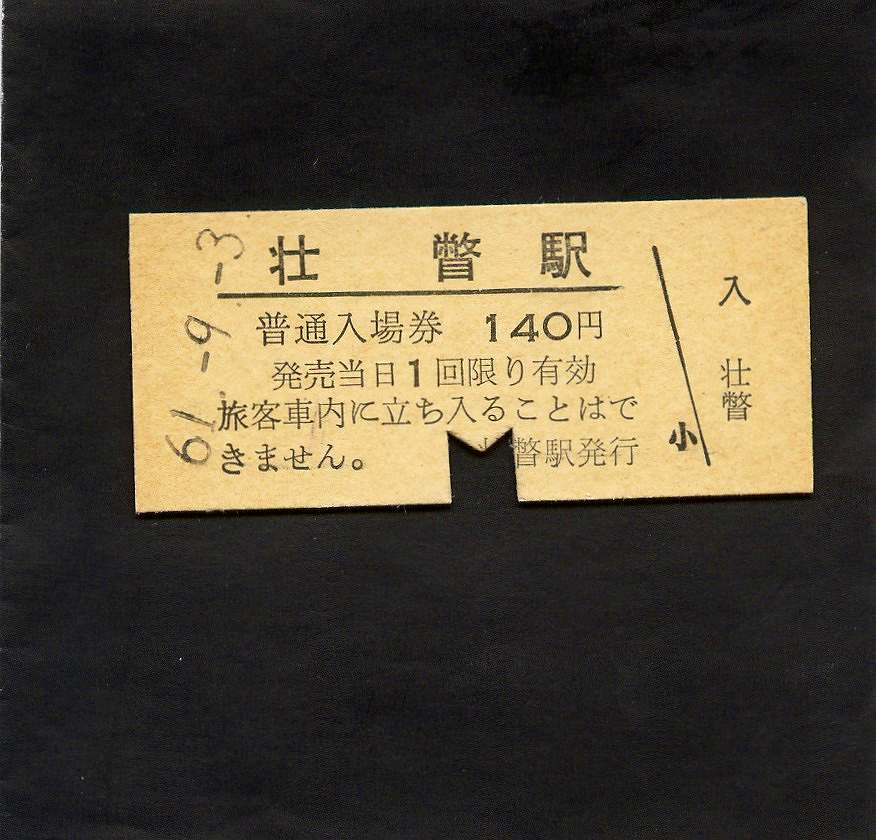 壮瞥駅
普通入場券 140円
発売当日1回限り有効
旅客車内に立ち入ることはで
きません。
壮瞥駅発行
61.-9.-3
小
入
壮瞥